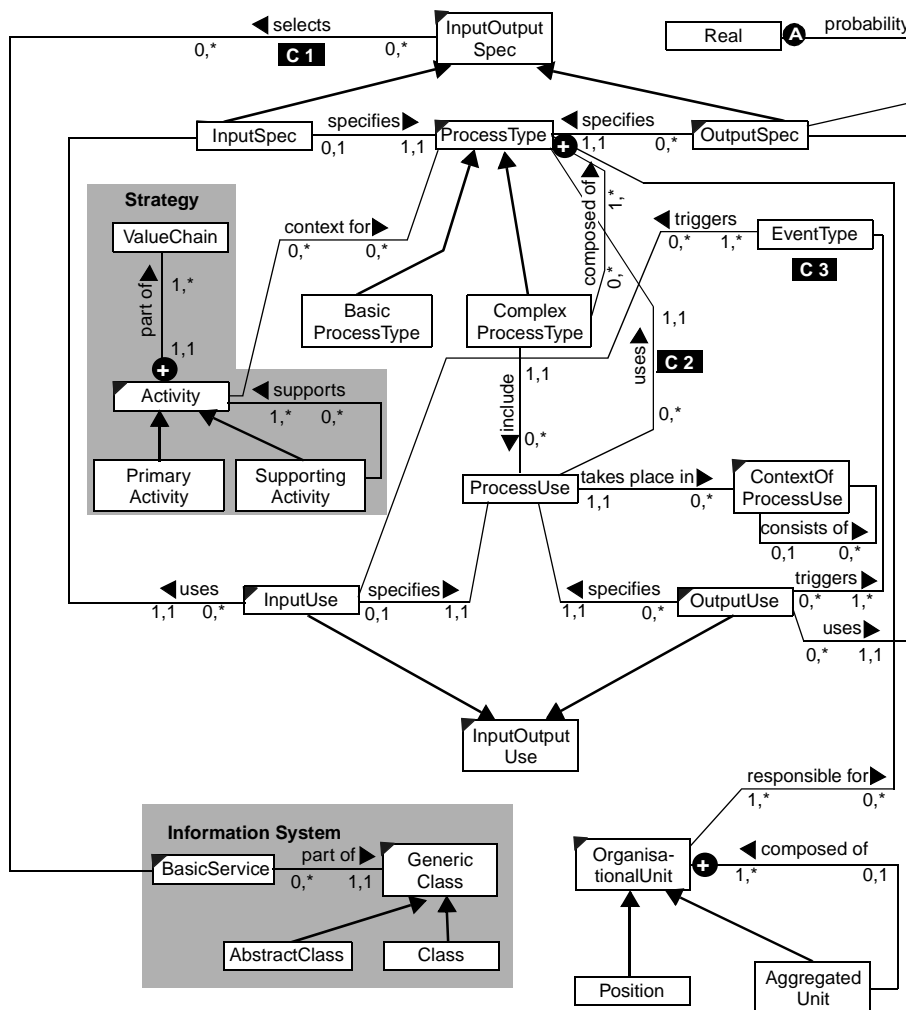 selects
InputOutput
Spec
Real
A
probability
0,*
C 1
0,*
InputSpec
specifies
0,1
1,1
ProcessType
+
specifies
1,1
0,*
OutputSpec
Strategy
ValueChain
part of
1,*
1,1
+
context for
0,*
0,*
composed of
1,*
0,*
triggers
0,*
1,*
EventType
C 3
Basic
ProcessType
Complex
ProcessType
1,1
uses
C 2
0,*
1,1
include
0,*
Activity
supports
1,*
0,*
Primary
Activity
Supporting
Activity
ProcessUse
takes place in
1,1
0,*
ContextOf
ProcessUse
consists of
0,1
0,*
uses
1,1
0,*
InputUse
specifies
0,1
1,1
specifies
1,1
0,*
OutputUse
triggers
0,*
1,*
uses
0,*
1,1
InputOutput
Use
responsible for
1,*
0,*
Information System
BasicService
part of
0,*
1,1
Generic
Class
AbstractClass
Class
Organisa-
tionalUnit
+
composed of
1,*
0,1
Position
Aggregated
Unit